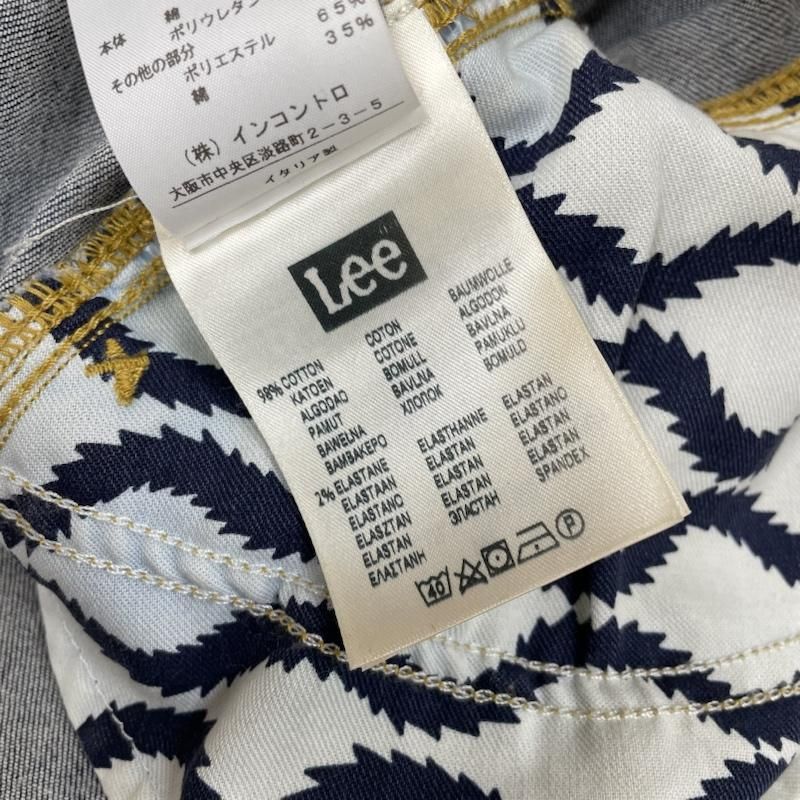 本体 綿
ポリウレタン
その他の部分 65%
ポリエステル 35%
綿
(株) インコントロ
大阪市中央区淡路町2-3-5
イタリア製
Lee
98% COTTON COTON BAUMWOLLE
KATOEN COTONE ALGODON
ALGODAO BOMULL BAVLNA
PAMUT BAVLNA PAMUKLU
BAWELNA ХЛОПОК BOMULD
ΒΑΜΒΑΚΕΡΟ
2% ELASTANE ELASTHANNE ELASTAN
ELASTAAN ELASTAN ELASTANO
ELASTANO ELASTAN ELASTAN
ELASZTAN ELASTAN ELASTAN
ELASTAN ЭЛАСТАН SPANDEX
ΕΛΑΣΤΑΝΗ
40 P